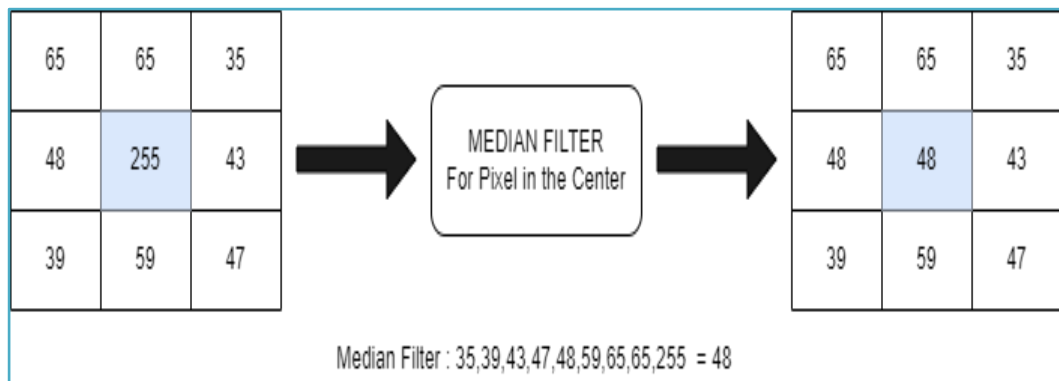 65 65 35
48 255 43
39 59 47
MEDIAN FILTER
For Pixel in the Center
65 65 35
48 48 43
39 59 47
Median Filter : 35,39,43,47,48,59,65,65,255 = 48